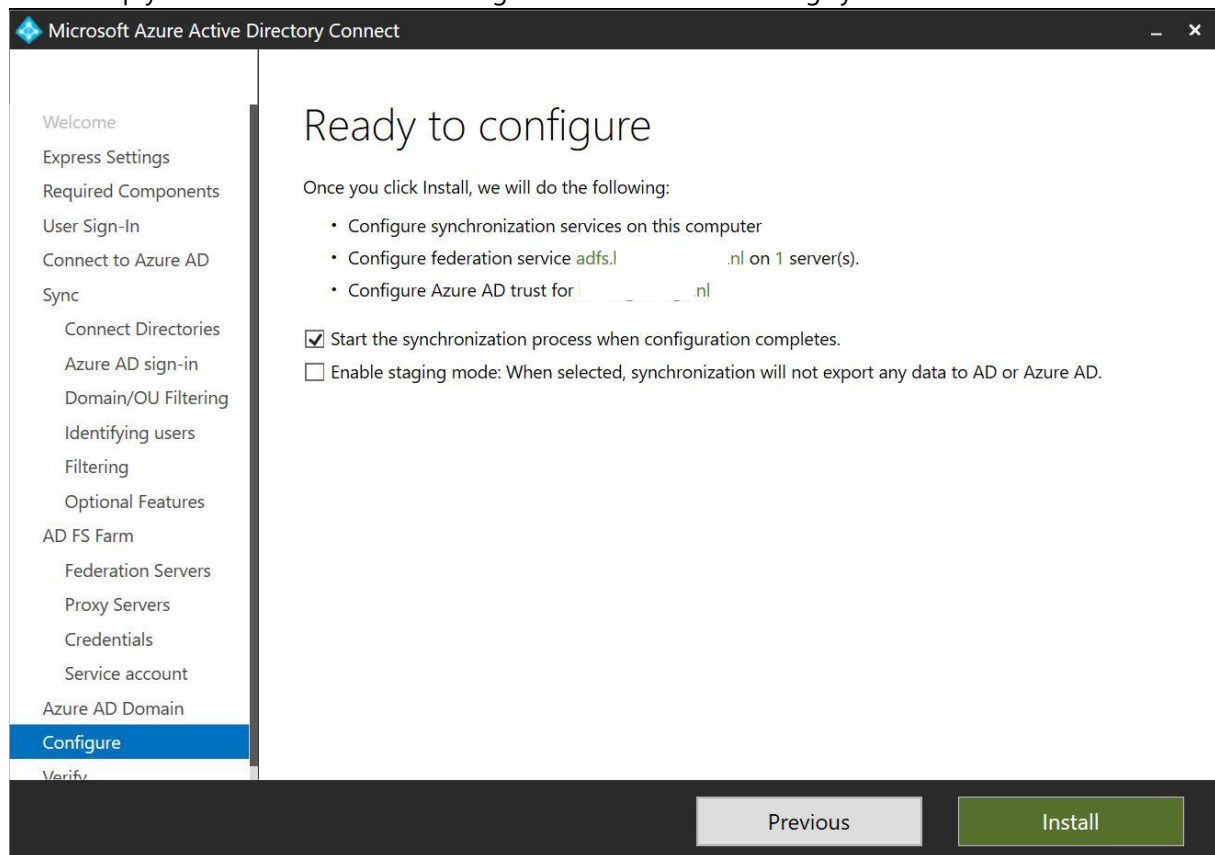 Microsoft Azure Active Directory Connect
Welcome
Express Settings
Required Components
User Sign-In
Connect to Azure AD
Sync
Connect Directories
Azure AD sign-in
Domain/OU Filtering
Identifying users
Filtering
Optional Features
AD FS Farm
Federation Servers
Proxy Servers
Credentials
Service account
Azure AD Domain
Configure
Verify
Ready to configure
Once you click Install, we will do the following:
• Configure synchronization services on this computer
• Configure federation service adfs. .nl on 1 server(s).
• Configure Azure AD trust for .nl
Start the synchronization process when configuration completes.
Enable staging mode: When selected, synchronization will not export any data to AD or Azure AD.
Previous
Install